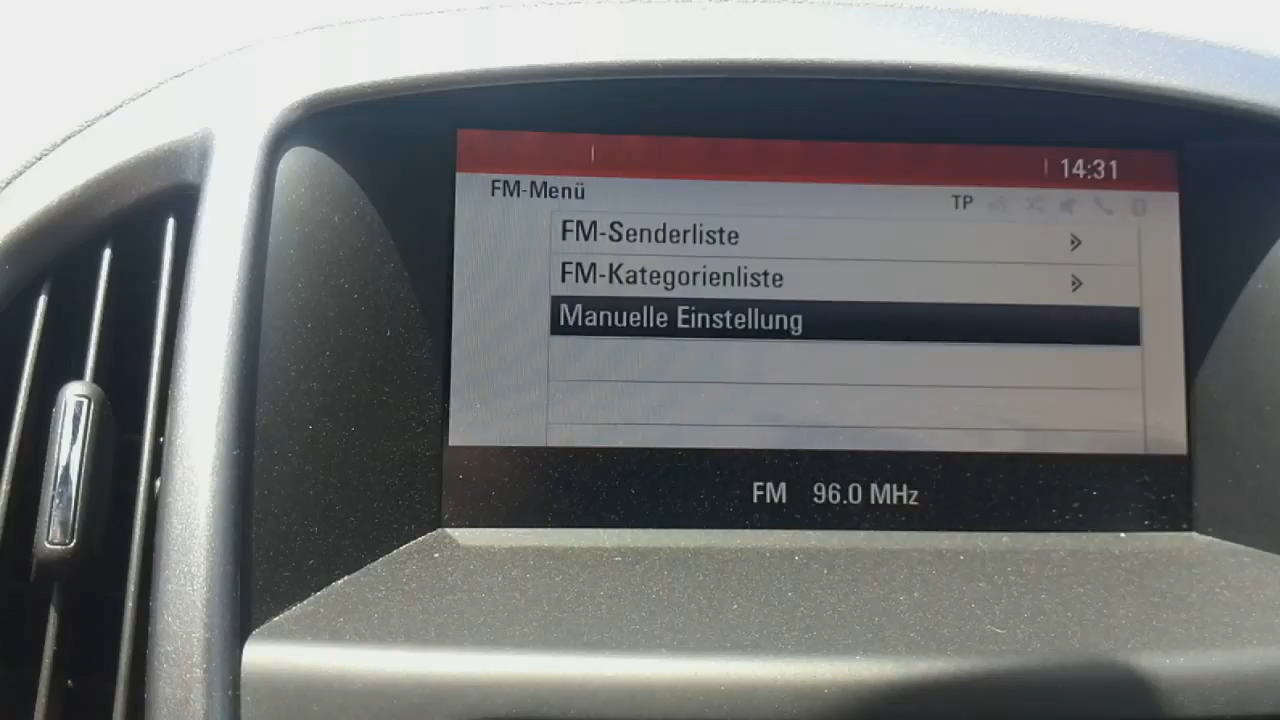 14:31
FM-Menü
TP
FM-Senderliste
FM-Kategorienliste
Manuelle Einstellung
FM 96.0 MHz